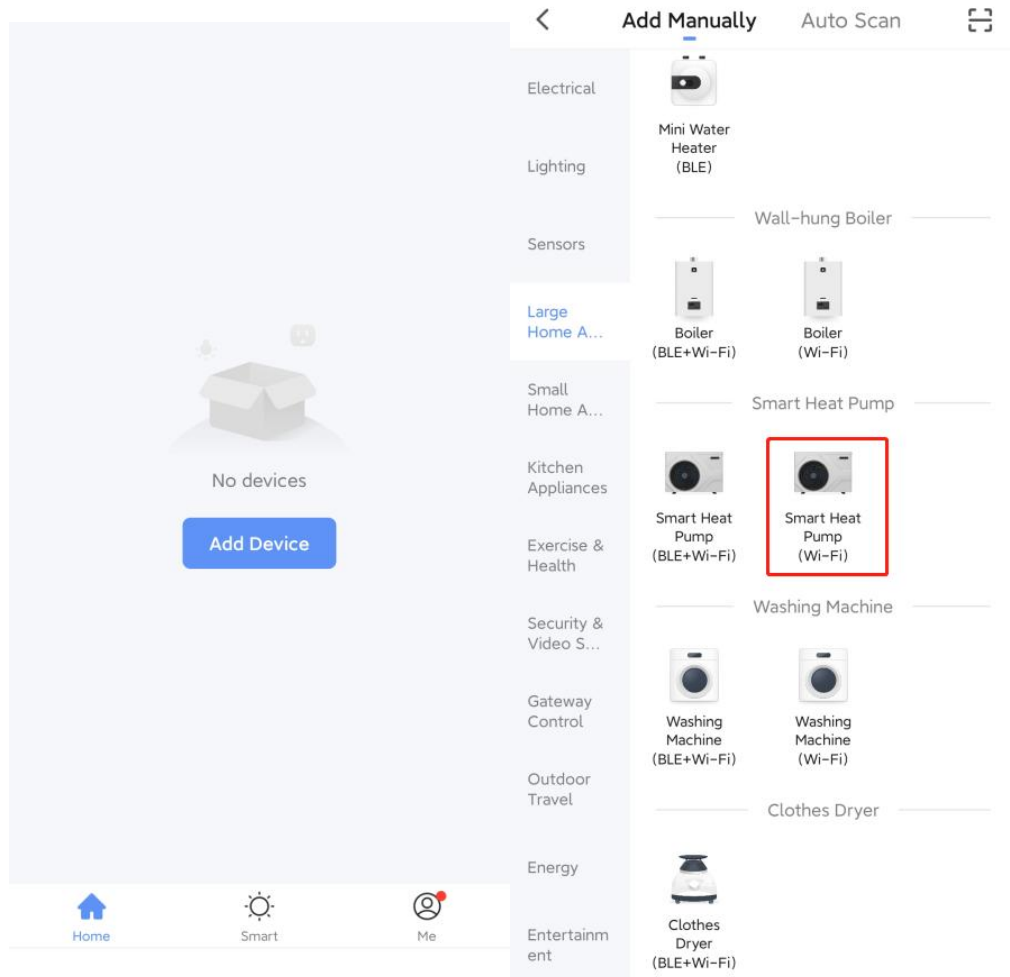 No devices
Add Device
Home
Smart
Me
Add Manually
Auto Scan
Electrical
Lighting
Sensors
Large
Home A...
Small
Home A...
Kitchen
Appliances
Exercise &
Health
Security &
Video S...
Gateway
Control
Outdoor
Travel
Energy
Entertainm
ent
Mini Water
Heater
(BLE)
Wall-hung Boiler
Boiler
(BLE+Wi-Fi)
Boiler
(Wi-Fi)
Smart Heat Pump
Smart Heat
Pump
(BLE+Wi-Fi)
Smart Heat
Pump
(Wi-Fi)
Washing Machine
Washing
Machine
(BLE+Wi-Fi)
Washing
Machine
(Wi-Fi)
Clothes Dryer
Clothes
Dryer
(BLE+Wi-Fi)